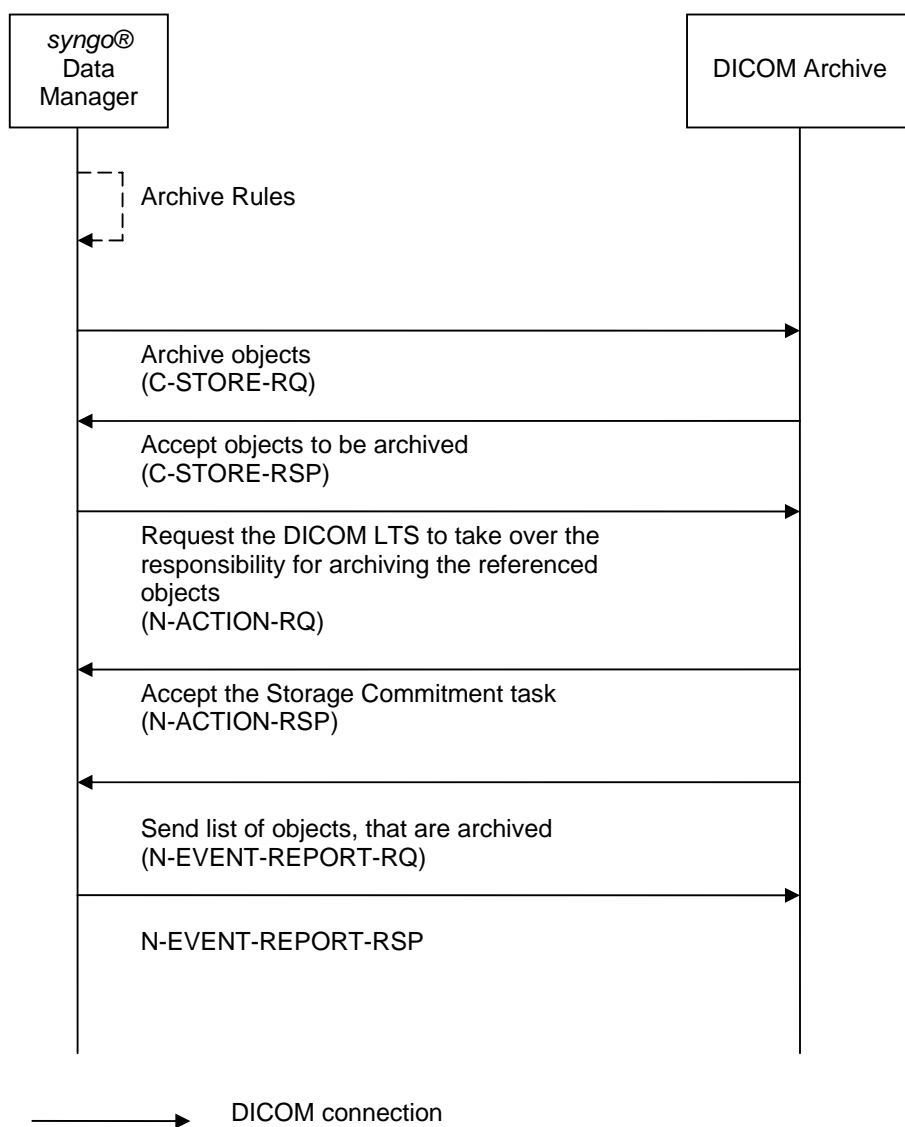 syngo®
Data
Manager
DICOM Archive
Archive Rules
Archive objects
(C-STORE-RQ)
Accept objects to be archived
(C-STORE-RSP)
Request the DICOM LTS to take over the
responsibility for archiving the referenced
objects
(N-ACTION-RQ)
Accept the Storage Commitment task
(N-ACTION-RSP)
Send list of objects, that are archived
(N-EVENT-REPORT-RQ)
N-EVENT-REPORT-RSP
DICOM connection